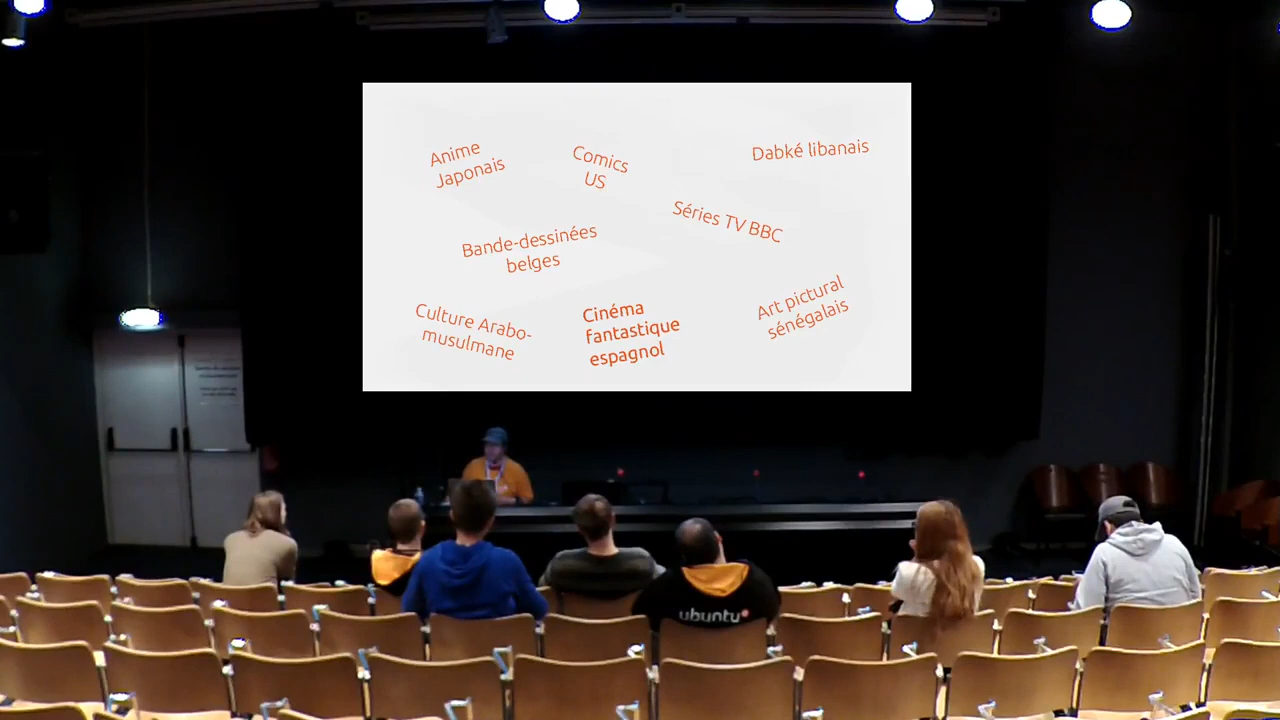 Anime
Japonais
Comics
US
Dabké libanais
Séries TV BBC
Bande-dessinées
belges
Culture Arabo-
musulmane
Cinéma
fantastique
espagnol
Art pictural
sénégalais
ubuntu